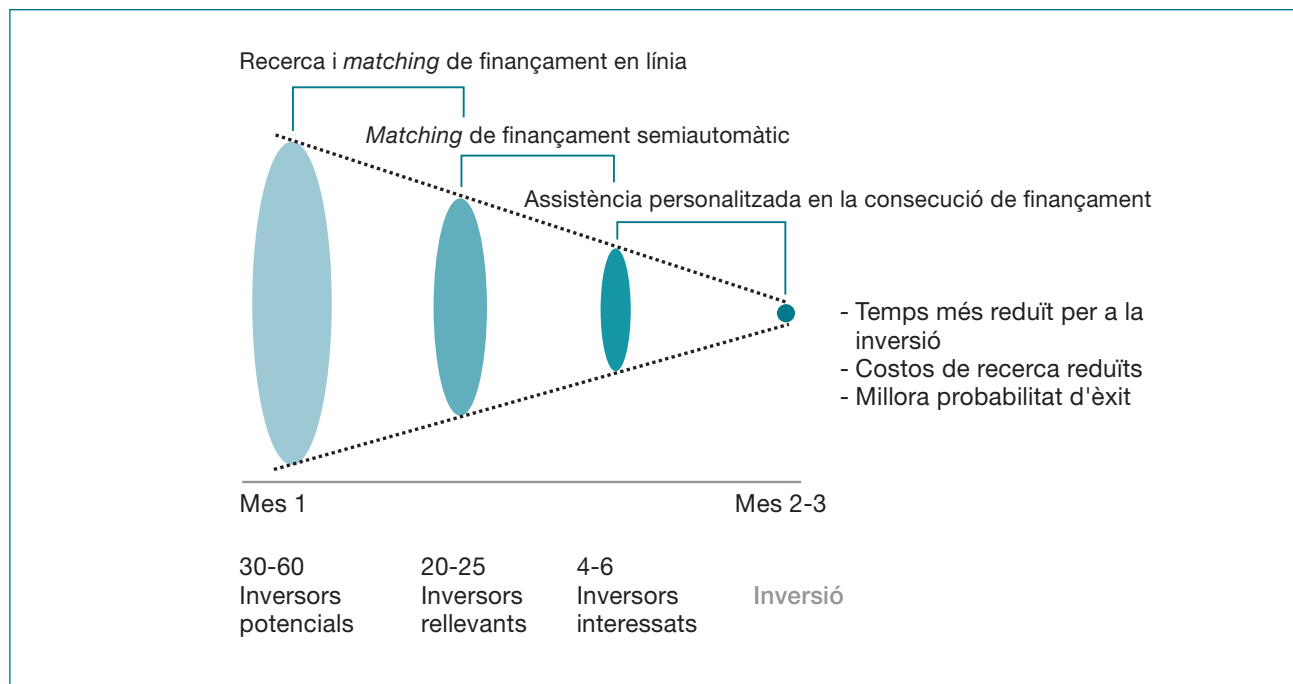 Recerca i matching de finançament en línia
Matching de finançament semiautomàtic
Assistència personalitzada en la consecució de finançament
- Temps més reduït per a la
inversió
- Costos de recerca reduïts
- Millora probabilitat d'èxit
Mes 1
Mes 2-3
30-60
Inversors
potencials
20-25
Inversors
rellevants
4-6
Inversors
interessats
Inversió